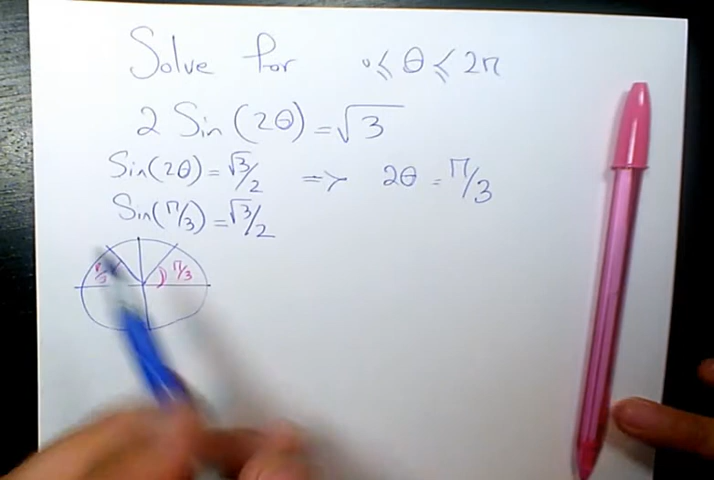 Solve for 0 ≤ θ ≤ 2π
2 Sin (2θ) = √3
Sin(2θ) = √3/2 => 2θ = π/3
Sin(π/3) = √3/2
π/3 π/3